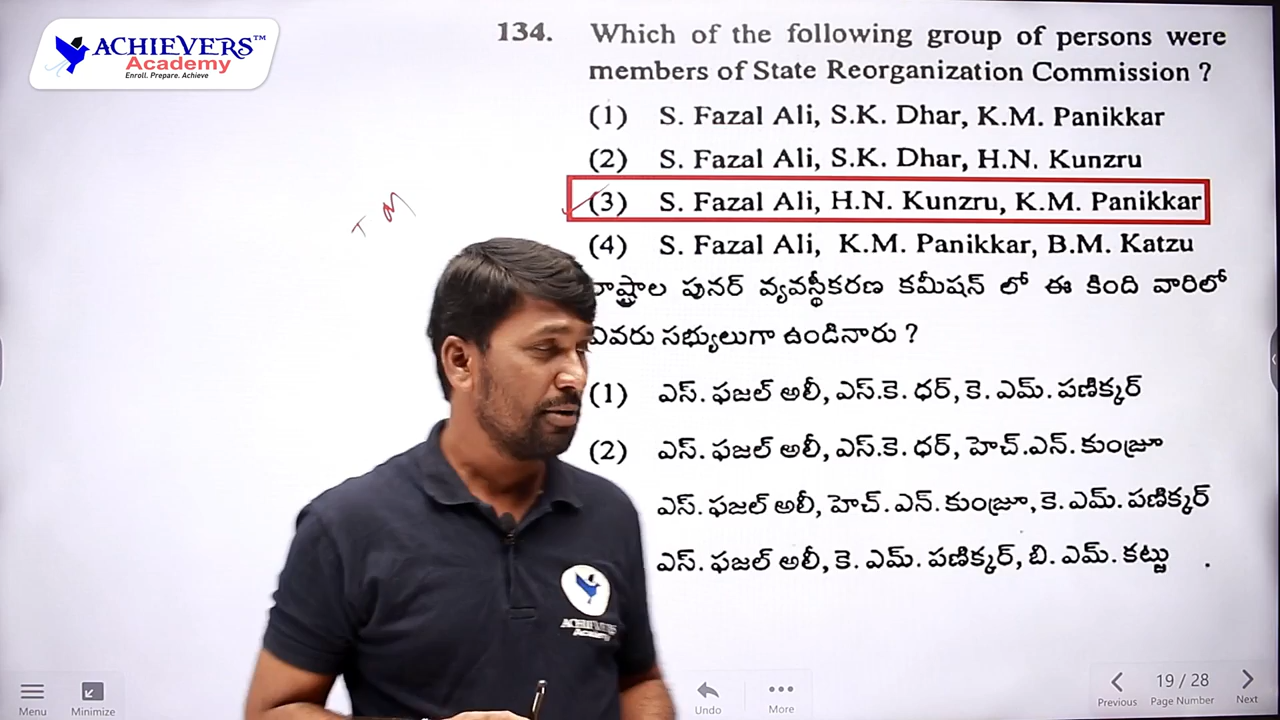 ACHIEVERS™
Academy
Enroll. Prepare. Achieve
134. Which of the following group of persons were
members of State Reorganization Commission ?
(1) S. Fazal Ali, S.K. Dhar, K.M. Panikkar
(2) S. Fazal Ali, S.K. Dhar, H.N. Kunzru
(3) S. Fazal Ali, H.N. Kunzru, K.M. Panikkar
(4) S. Fazal Ali, K.M. Panikkar, B.M. Katzu
పునర్ వ్యవస్థీకరణ కమీషన్ లో ఈ కింది వారిలో
సభ్యులుగా ఉండినారు ?
(1) ఎస్. ఫజల్ అలీ, ఎస్.కె. ధర్, కె. ఎమ్. పణిక్కర్
(2) ఎస్. ఫజల్ అలీ, ఎస్.కె. ధర్, హెచ్.ఎన్. కుంజ్రూ
ఎస్. ఫజల్ అలీ, హెచ్. ఎన్. కుంజ్రూ, కె. ఎమ్. పణిక్కర్
ఎస్. ఫజల్ అలీ, కె. ఎమ్. పణిక్కర్, బి. ఎమ్. కట్జు .
T M
ACHIEVERS
Academy
Menu
Minimize
Undo
More
Previous
19 / 28
Page Number
Next